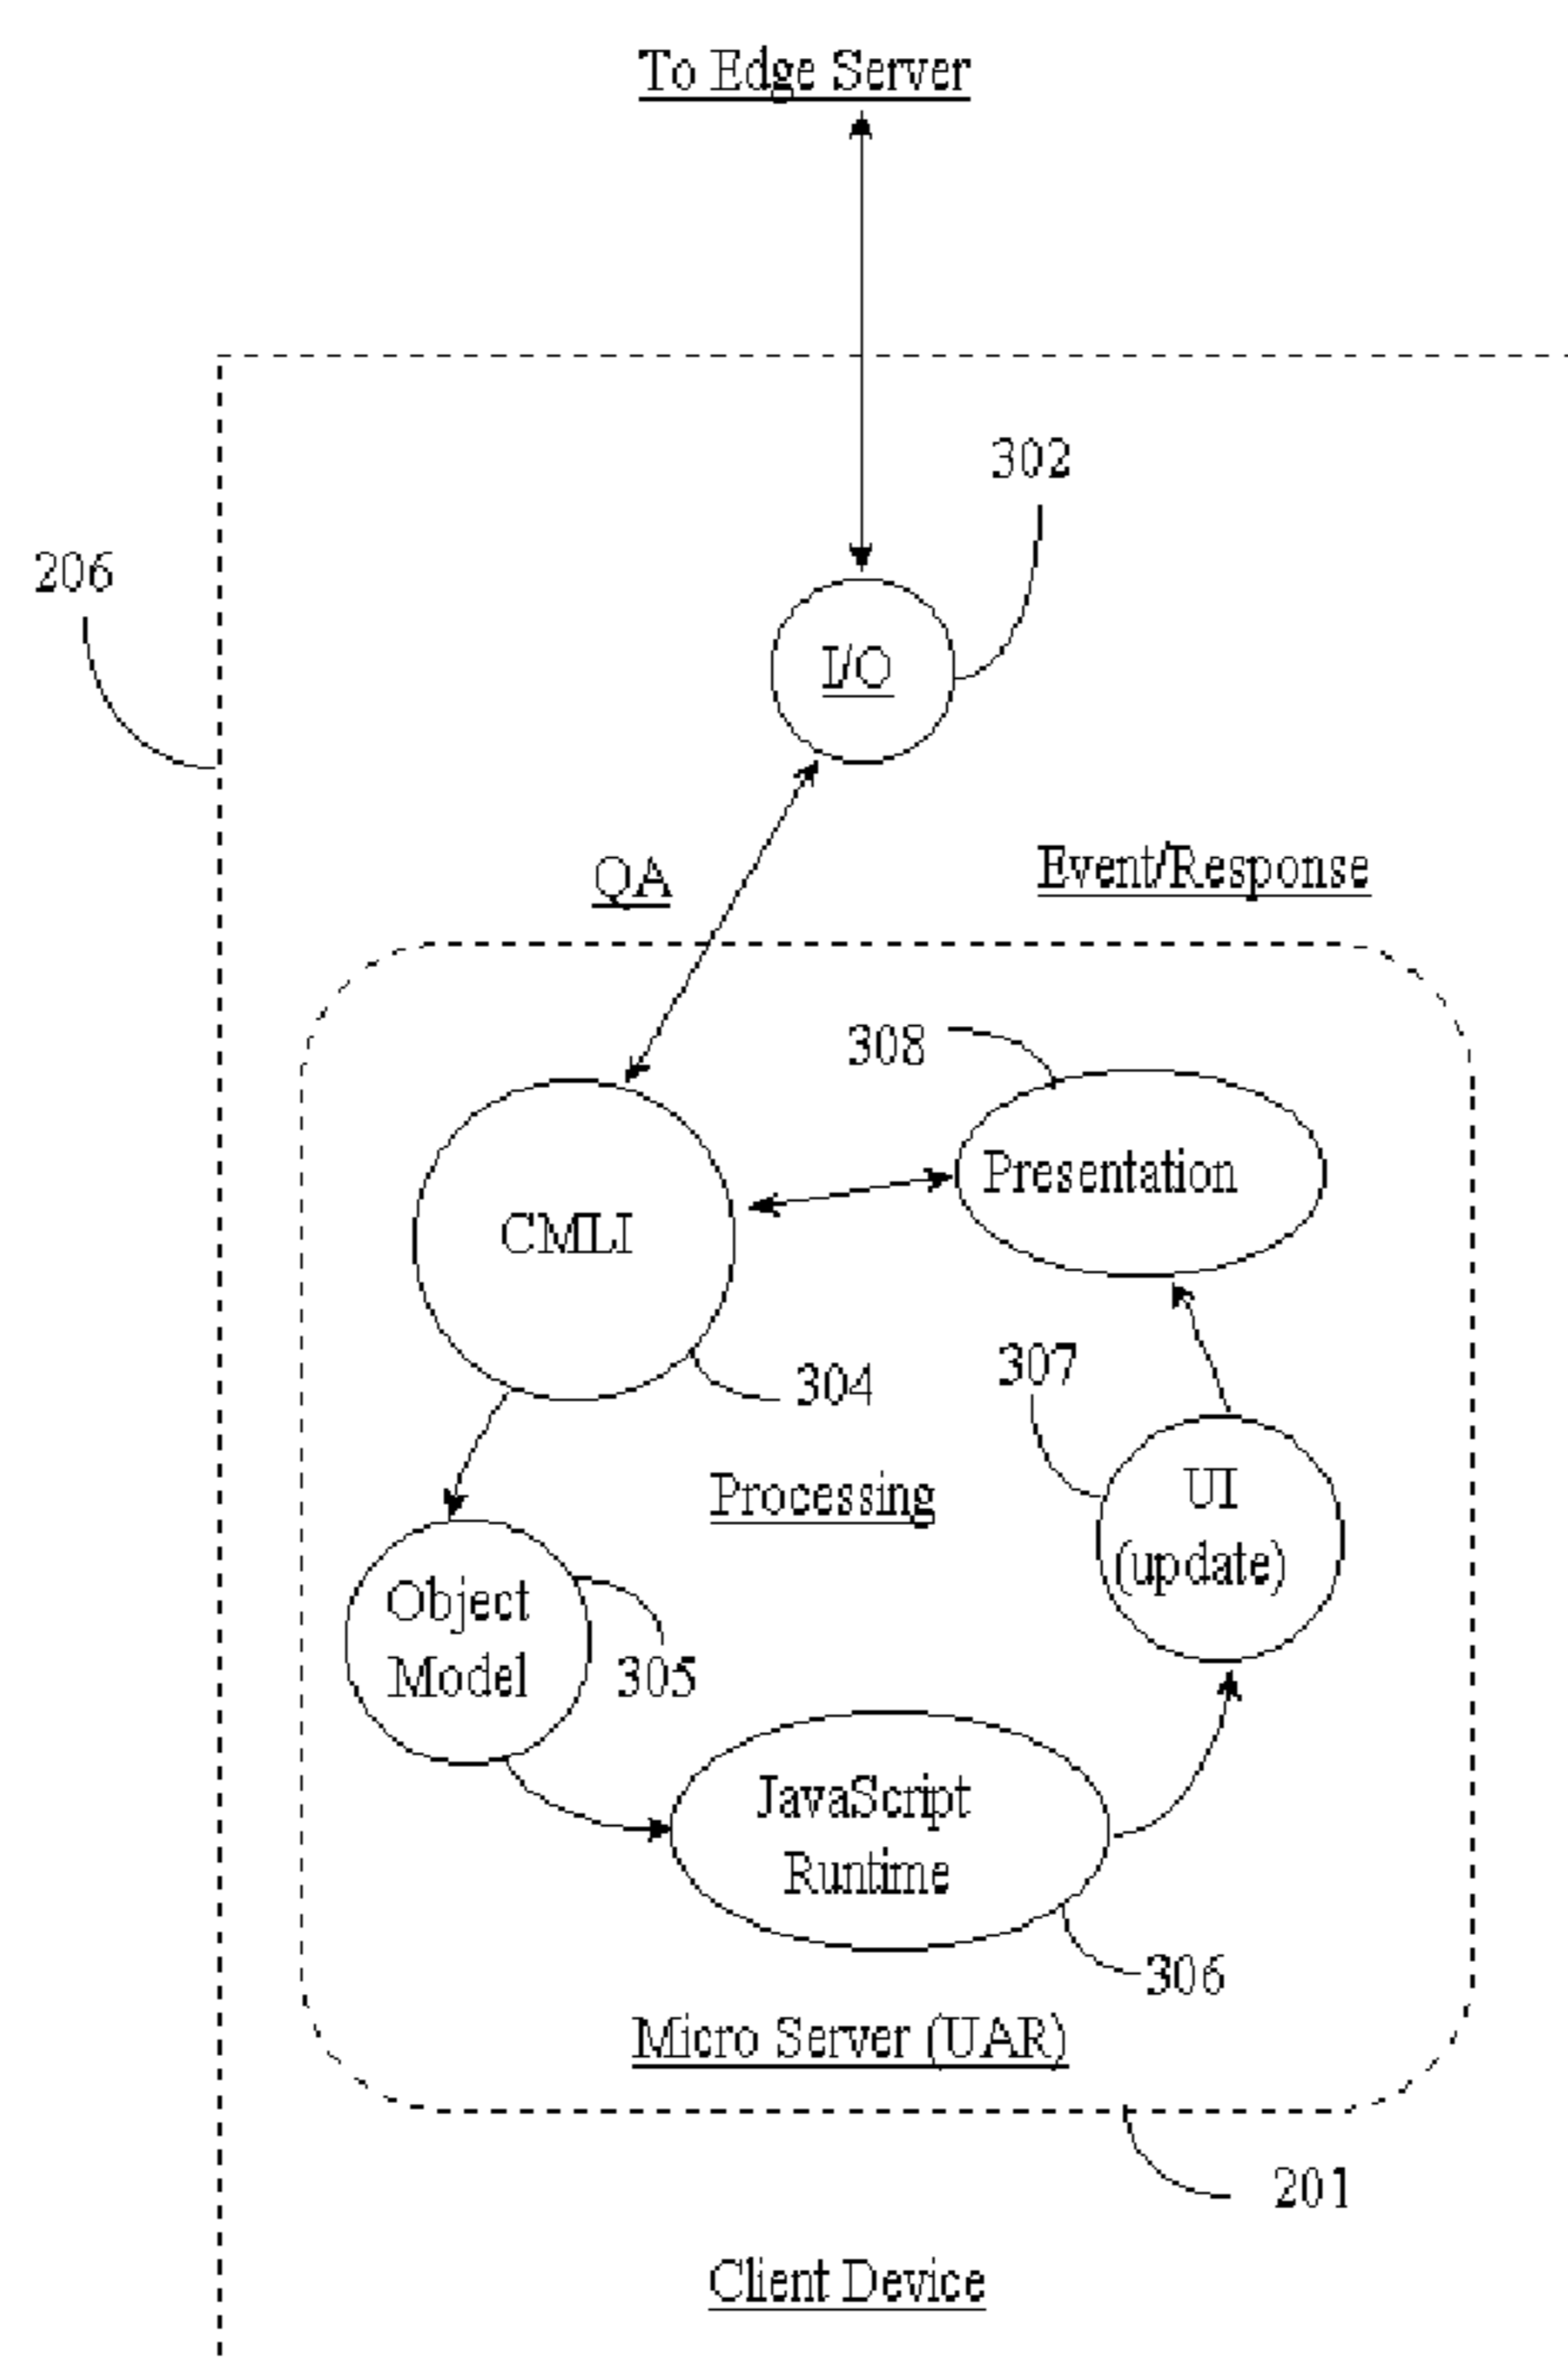 To Edge Server
302
206
I/O
QA
Event/Response
308
Presentation
CMLI
307
304
Processing
UI
(update)
Object
Model
305
JavaScript
Runtime
306
Micro Server (UAR)
201
Client Device